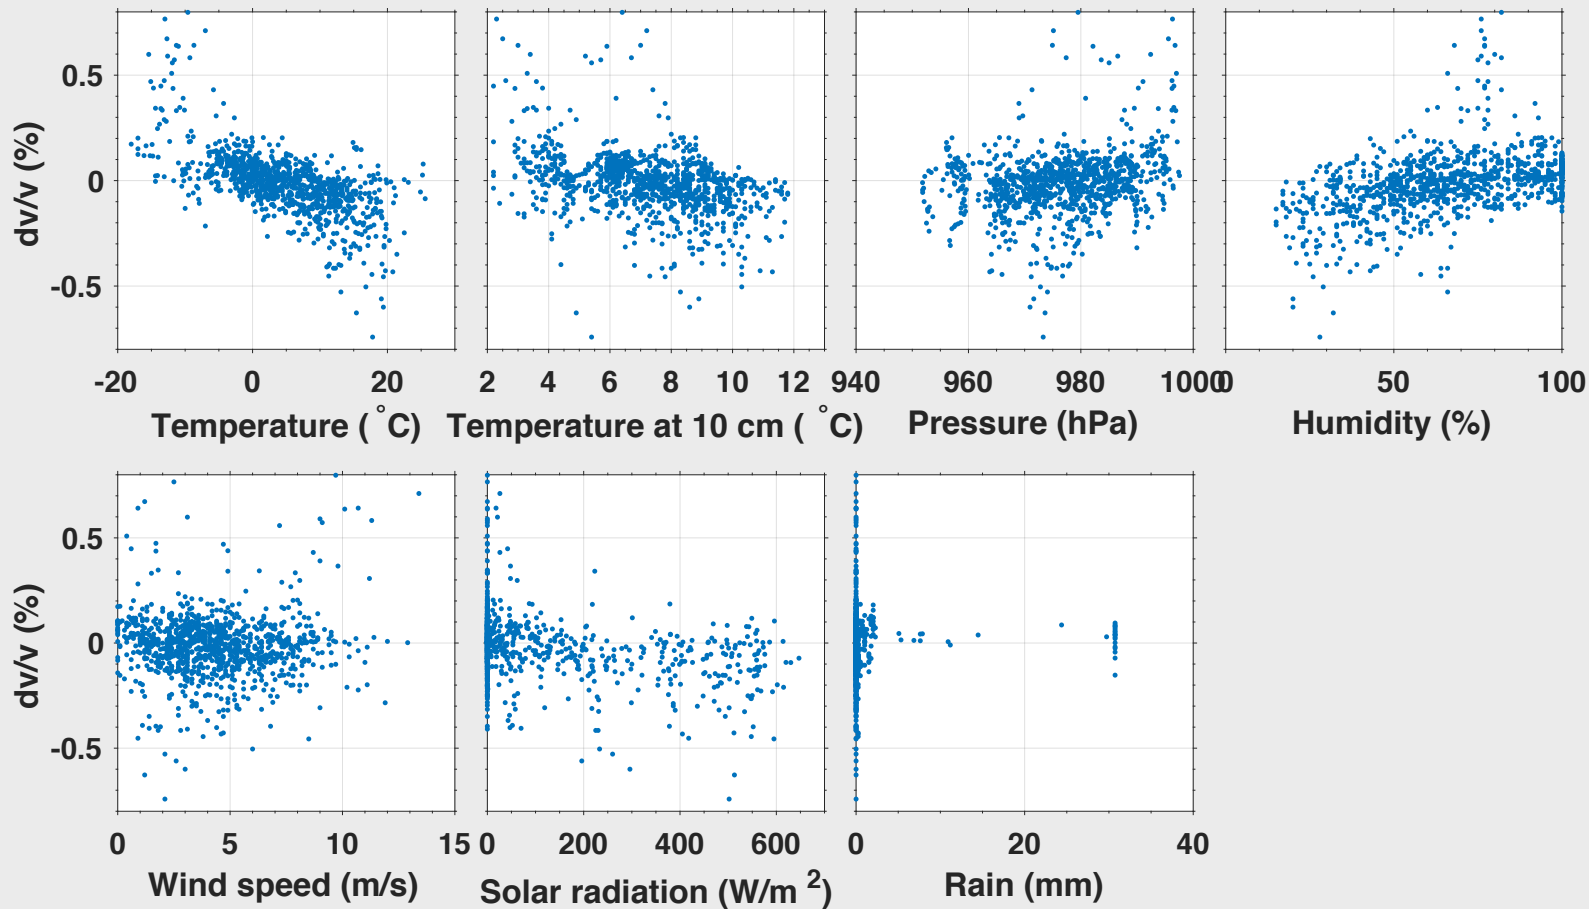 dv/v (%)
0.5
0
-0.5
-20 0 20
Temperature ( °C)
2 4 6 8 10 12
Temperature at 10 cm ( °C)
940 960 980 1000
Pressure (hPa)
0 50 100
Humidity (%)
dv/v (%)
0.5
0
-0.5
0 5 10 15
Wind speed (m/s)
0 200 400 600
Solar radiation (W/m ²)
0 20 40
Rain (mm)